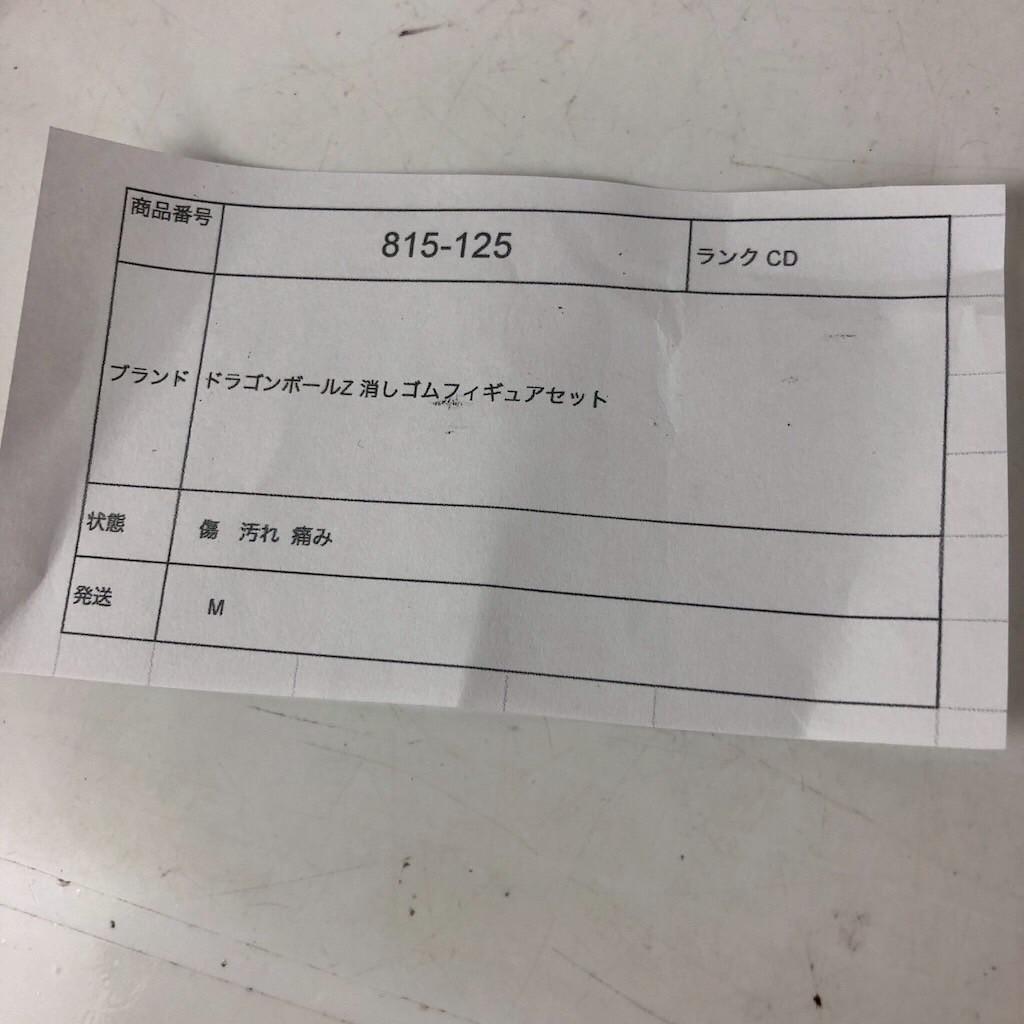 商品番号 815-125 ランク CD
ブランド ドラゴンボールZ 消しゴムフィギュアセット
状態 傷 汚れ 痛み
発送 M